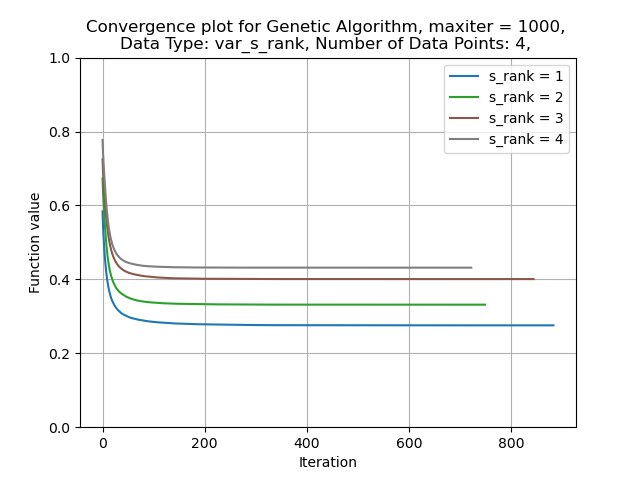 Convergence plot for Genetic Algorithm, maxiter = 1000,
Data Type: var_s_rank, Number of Data Points: 4,
1.0
0.8
0.6
0.4
0.2
0.0
Function value
s_rank = 1
s_rank = 2
s_rank = 3
s_rank = 4
0 200 400 600 800
Iteration